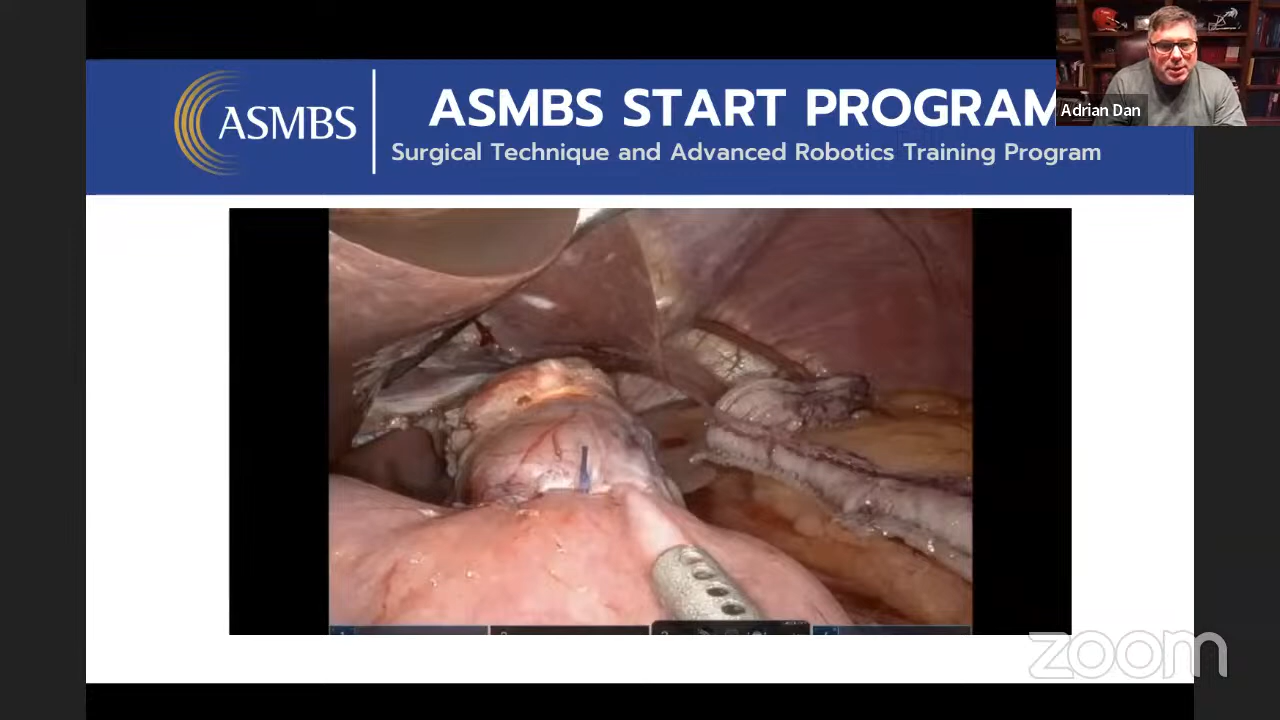 ASMBS
ASMBS START PROGRAM
Surgical Technique and Advanced Robotics Training Program
Adrian Dan
zoom